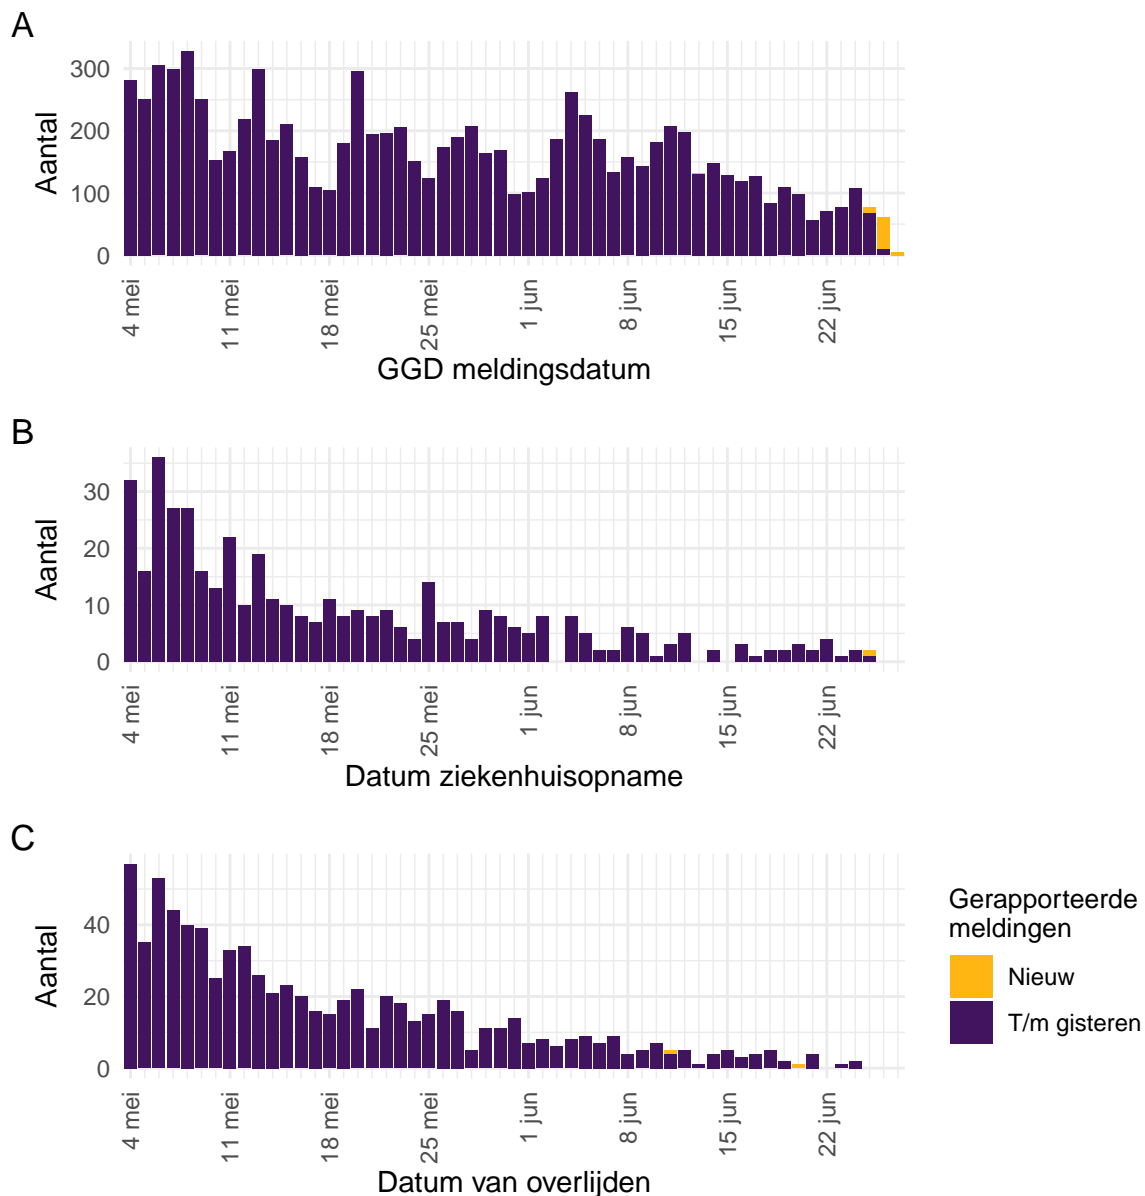 A
300
200
100
0
Aantal
4 mei
11 mei
18 mei
25 mei
1 jun
8 jun
15 jun
22 jun
GGD meldingsdatum
B
30
20
10
0
Aantal
4 mei
11 mei
18 mei
25 mei
1 jun
8 jun
15 jun
22 jun
Datum ziekenhuisopname
C
40
20
0
Aantal
4 mei
11 mei
18 mei
25 mei
1 jun
8 jun
15 jun
22 jun
Datum van overlijden
Gerapporteerde
meldingen
Nieuw
T/m gisteren